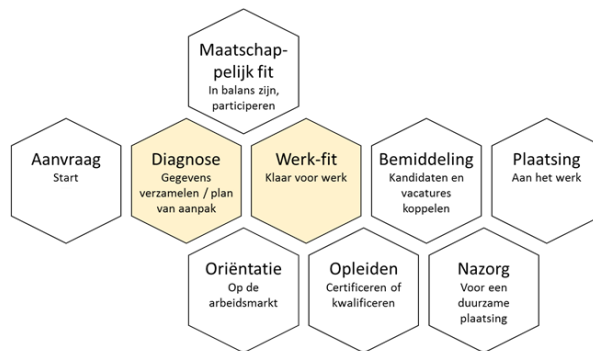 Maatschap-
pelijk fit
In balans zijn,
participeren
Aanvraag
Start
Diagnose
Gegevens
verzamelen / plan
van aanpak
Werk-fit
Klaar voor werk
Bemiddeling
Kandidaten en
vacatures
koppelen
Plaatsing
Aan het werk
Oriëntatie
Op de
arbeidsmarkt
Opleiden
Certificeren of
kwalificeren
Nazorg
Voor een
duurzame
plaatsing